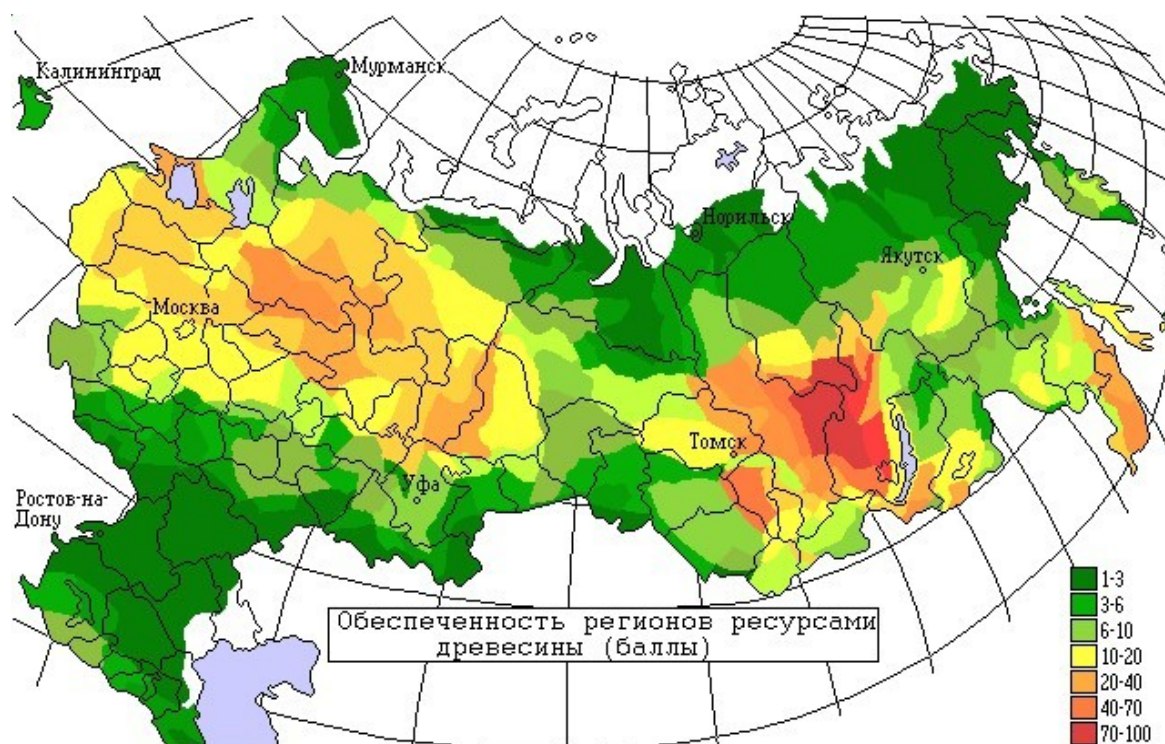 Калининград
Мурманск
Норильск
Якутск
Москва
Томск
Уфа
Ростов-на-
Дону
Обеспеченность регионов ресурсами
древесины (баллы)
1-3
3-6
6-10
10-20
20-40
40-70
70-100